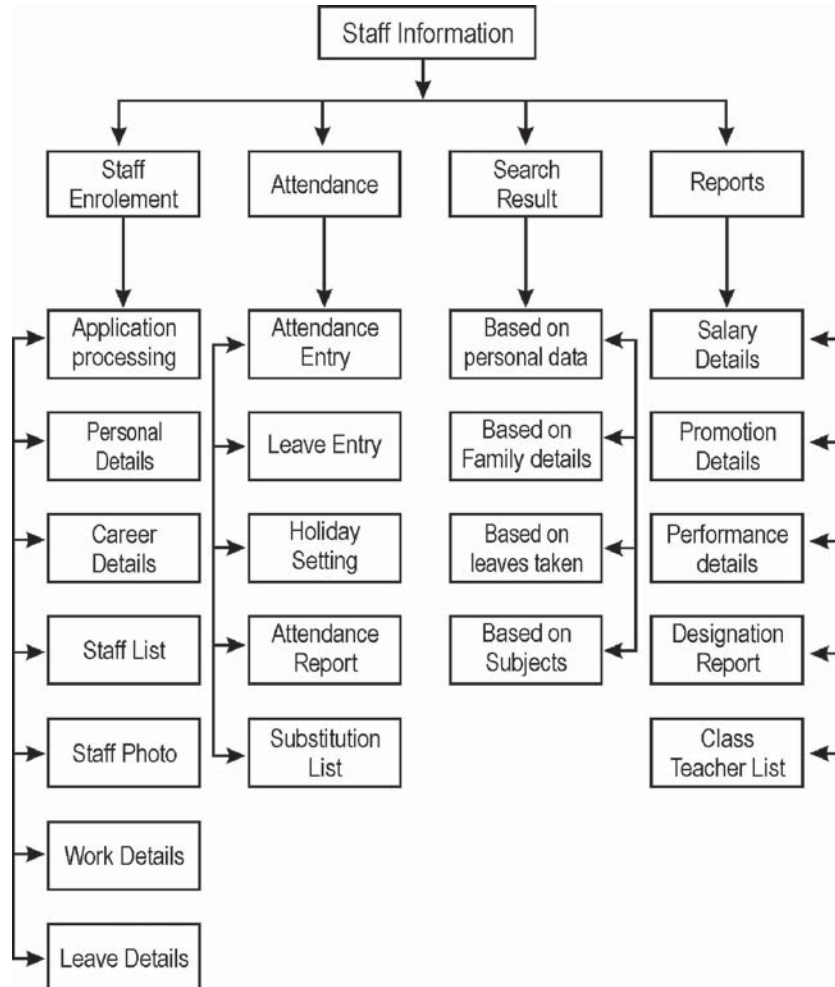 Staff Information
Staff
Enrolement
Attendance
Search
Result
Reports
Application
processing
Attendance
Entry
Based on
personal data
Salary
Details
Personal
Details
Leave Entry
Based on
Family details
Promotion
Details
Career
Details
Holiday
Setting
Based on
leaves taken
Performance
details
Staff List
Attendance
Report
Based on
Subjects
Designation
Report
Staff Photo
Substitution
List
Class
Teacher List
Work Details
Leave Details